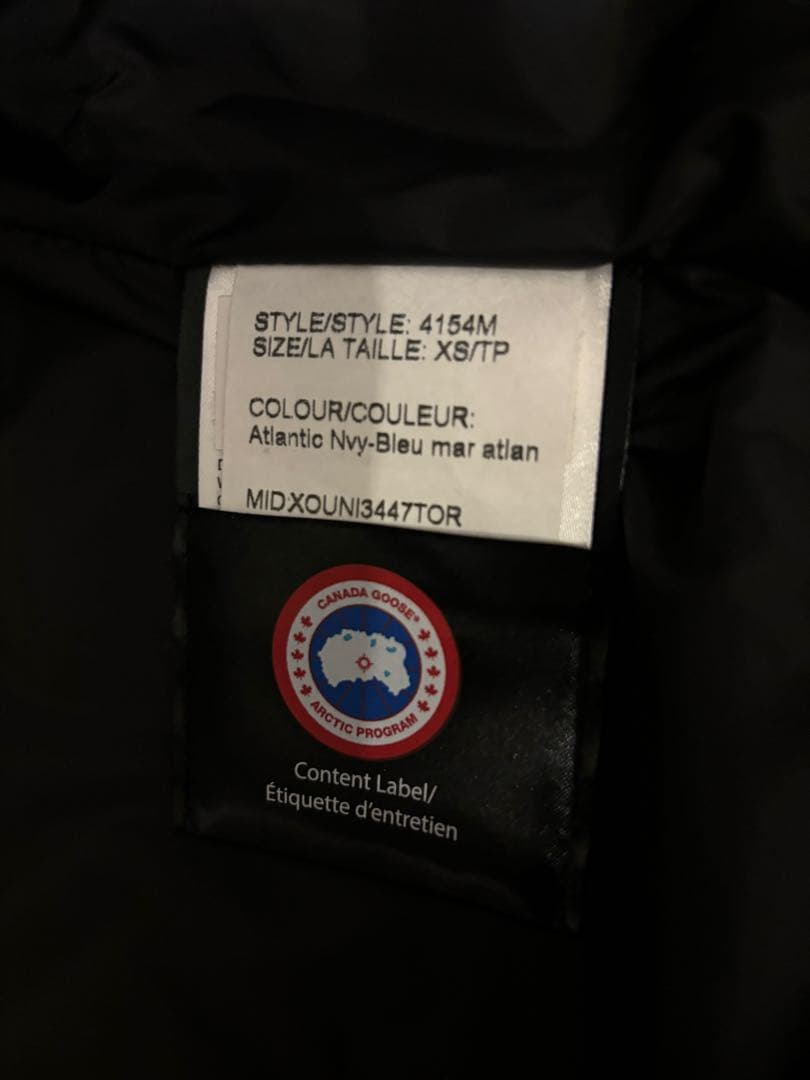 STYLE/STYLE: 4154M
SIZE/LA TAILLE: XS/TP
COLOUR/COULEUR:
Atlantic Nvy-Bleu mar atlan
MIDXOUNI3447TOR
CANADA GOOSE®
ARCTIC PROGRAM
Content Label/
Étiquette d'entretien